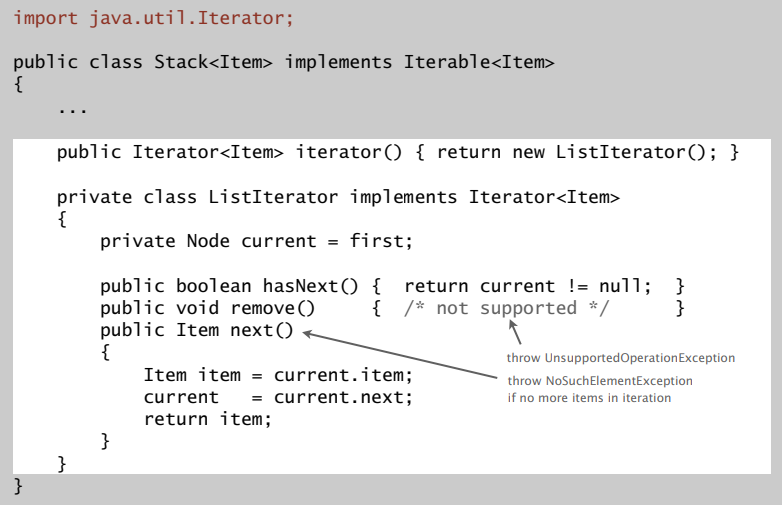 import java.util.Iterator;
public class Stack<Item> implements Iterable<Item>
{
    ...
    public Iterator<Item> iterator() { return new ListIterator(); }
    private class ListIterator implements Iterator<Item>
    {
        private Node current = first;
        public boolean hasNext() {  return current != null;  }
        public void remove()     {  /* not supported */      }
        public Item next()
        {
            Item item = current.item;
            current   = current.next;
            return item;
        }
    }
}
throw UnsupportedOperationException
throw NoSuchElementException
if no more items in iteration